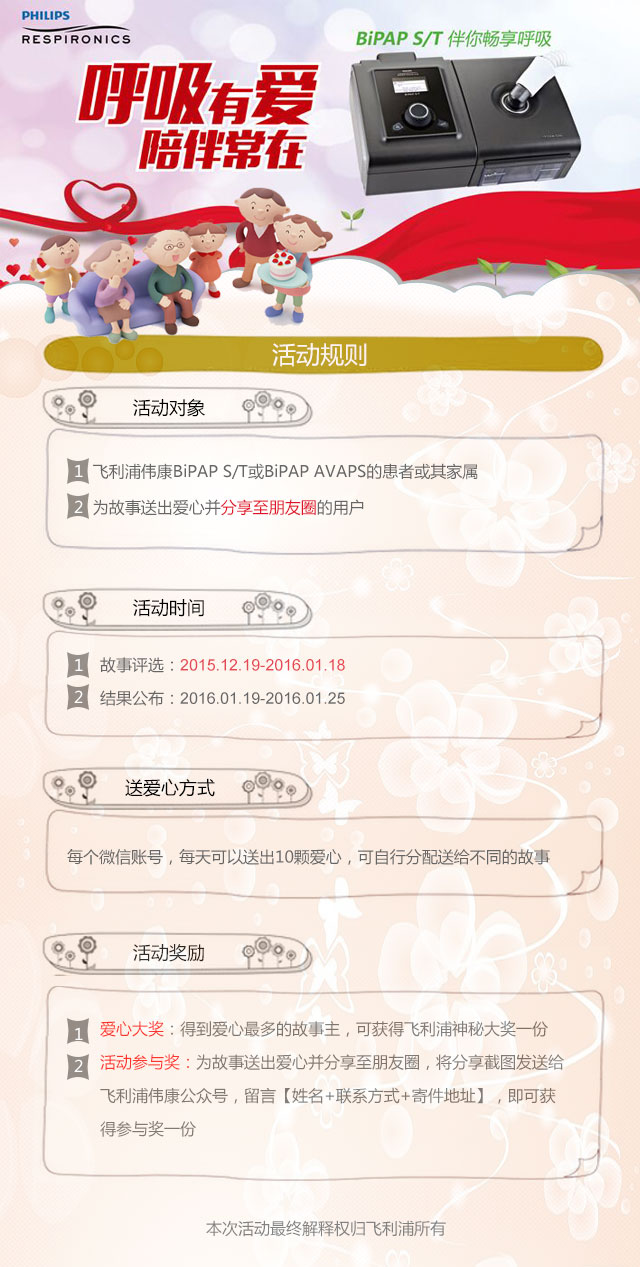 PHILIPS
RESPIRONICS
BiPAP S/T 伴你畅享呼吸
呼吸有爱
陪伴常在
活动规则
活动对象
1 飞利浦伟康BiPAP S/T或BiPAP AVAPS的患者或其家属
2 为故事送出爱心并分享至朋友圈的用户
活动时间
1 故事评选：2015.12.19-2016.01.18
2 结果公布：2016.01.19-2016.01.25
送爱心方式
每个微信账号，每天可以送出10颗爱心，可自行分配送给不同的故事
活动奖励
1 爱心大奖：得到爱心最多的故事主，可获得飞利浦神秘大奖一份
2 活动参与奖：为故事送出爱心并分享至朋友圈，将分享截图发送给
飞利浦伟康公众号，留言【姓名+联系方式+寄件地址】，即可获
得参与奖一份
本次活动最终解释权归飞利浦所有